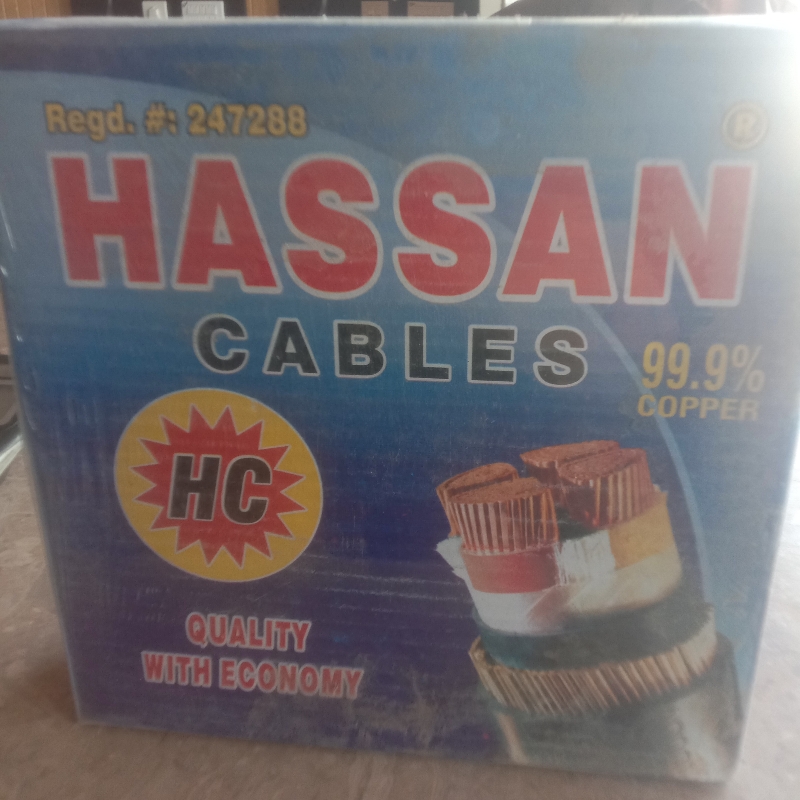 Regd. #: 247288
®
HASSAN
CABLES
99.9%
COPPER
HC
QUALITY
WITH ECONOMY